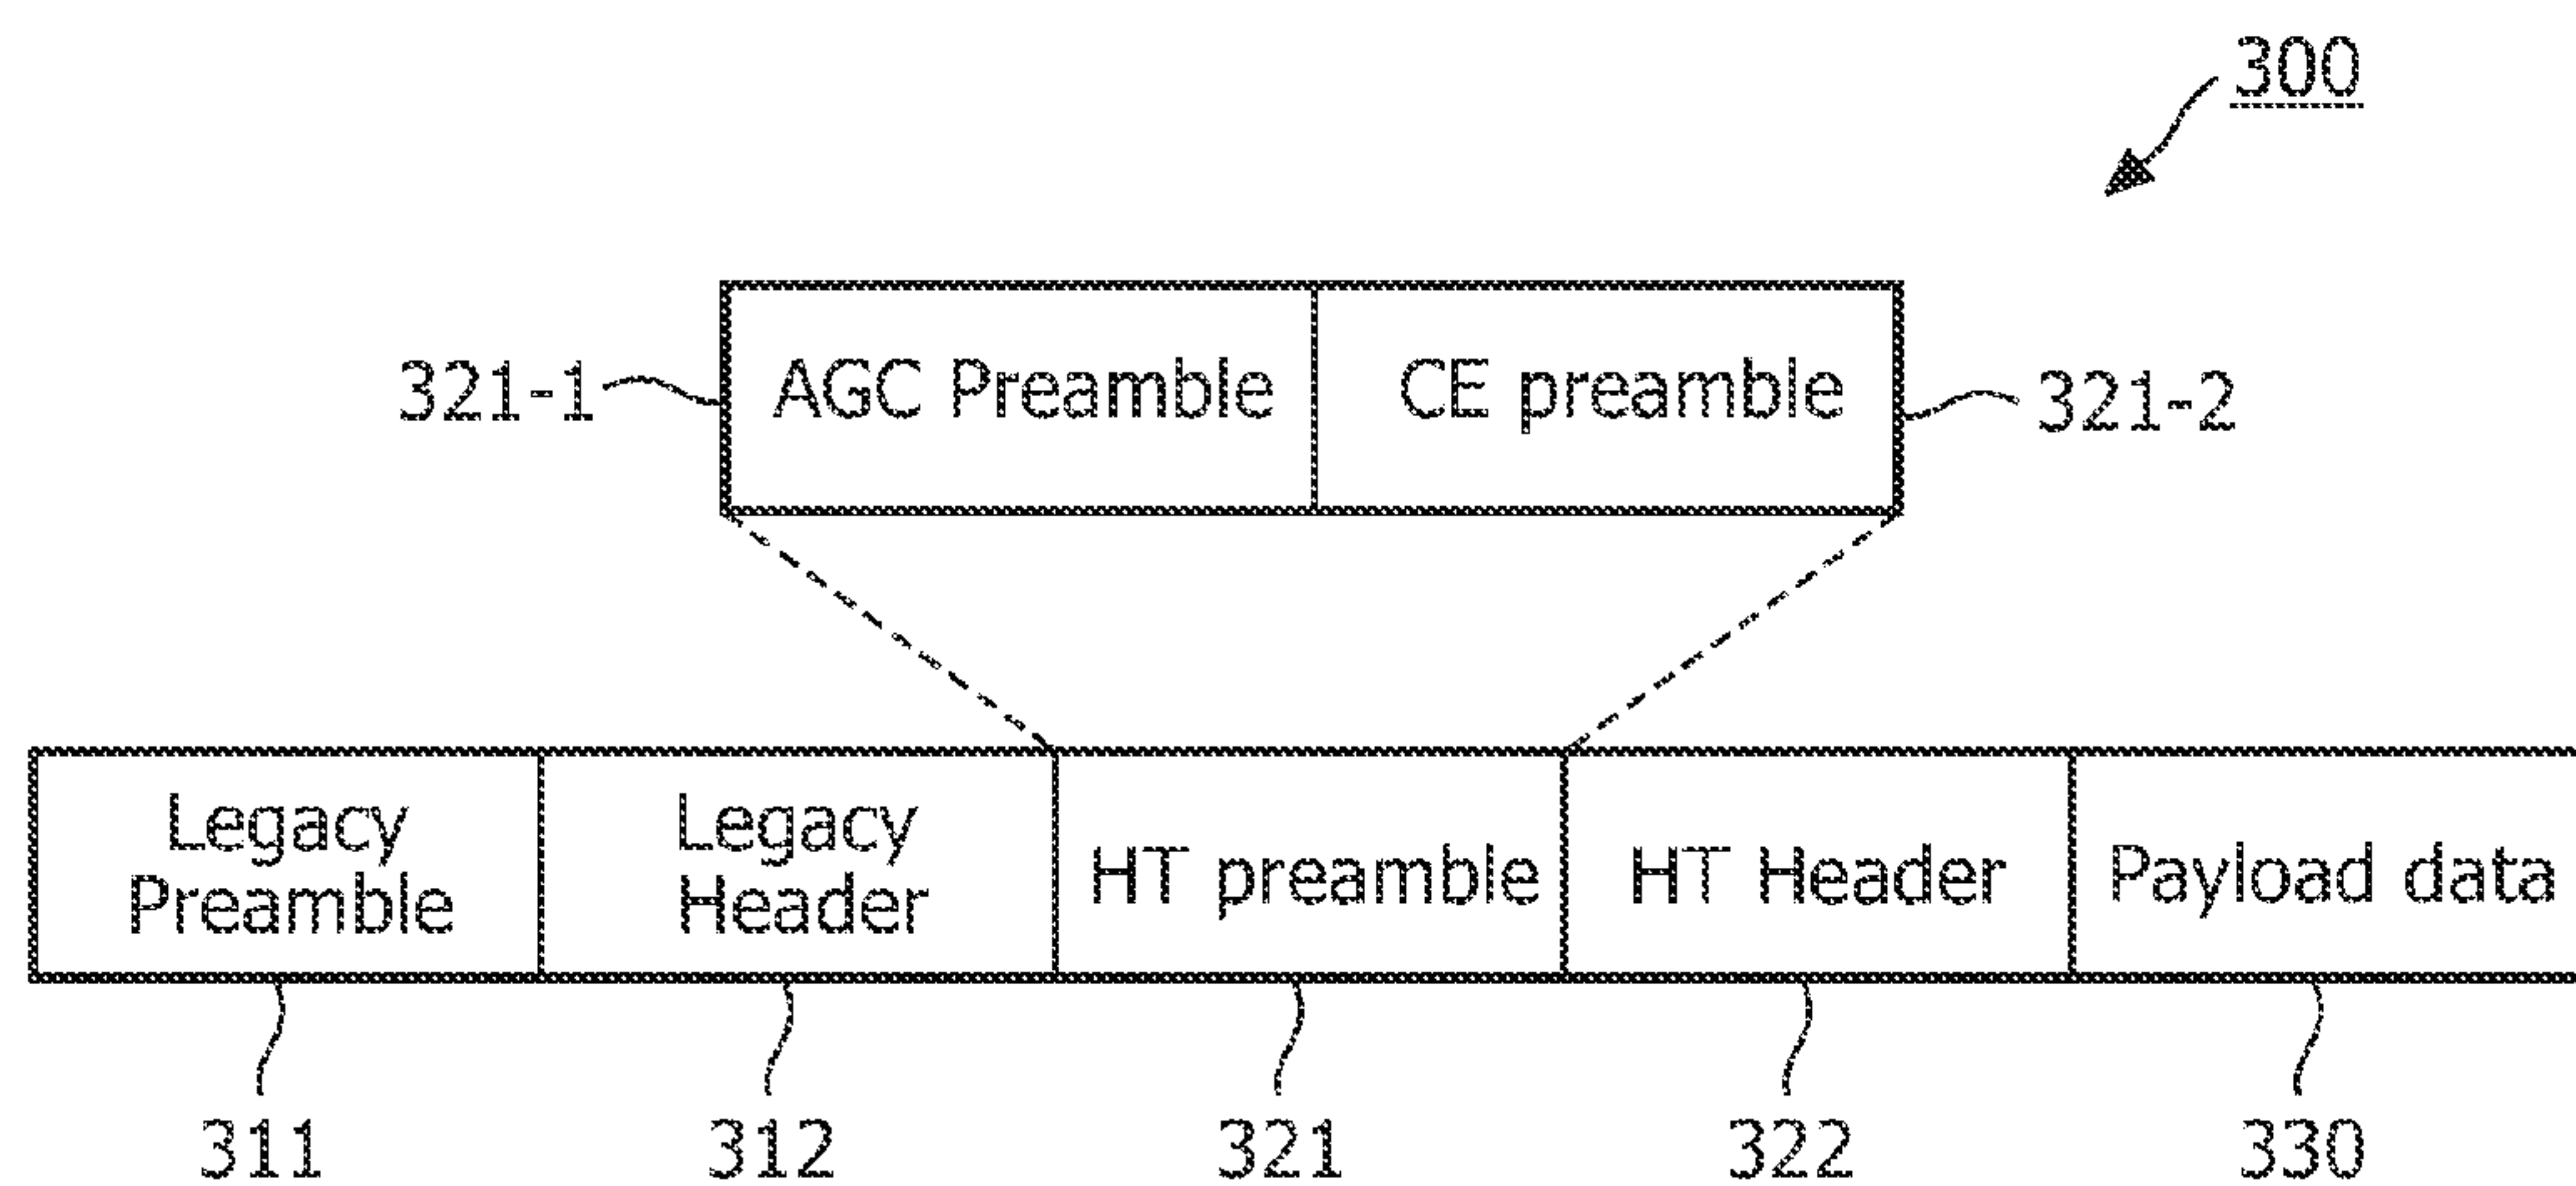 300
321-1
AGC Preamble
CE preamble
321-2
Legacy
Preamble
Legacy
Header
HT preamble
HT Header
Payload data
311
312
321
322
330